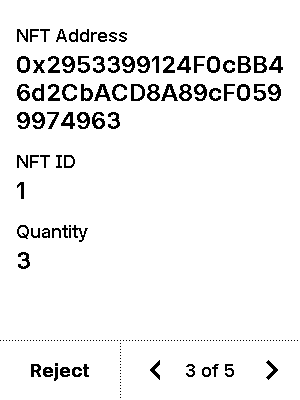 NFT Address
0x2953399124F0cBB4
6d2CbACD8A89cF059
9974963
NFT ID
1
Quantity
3
Reject
3 of 5